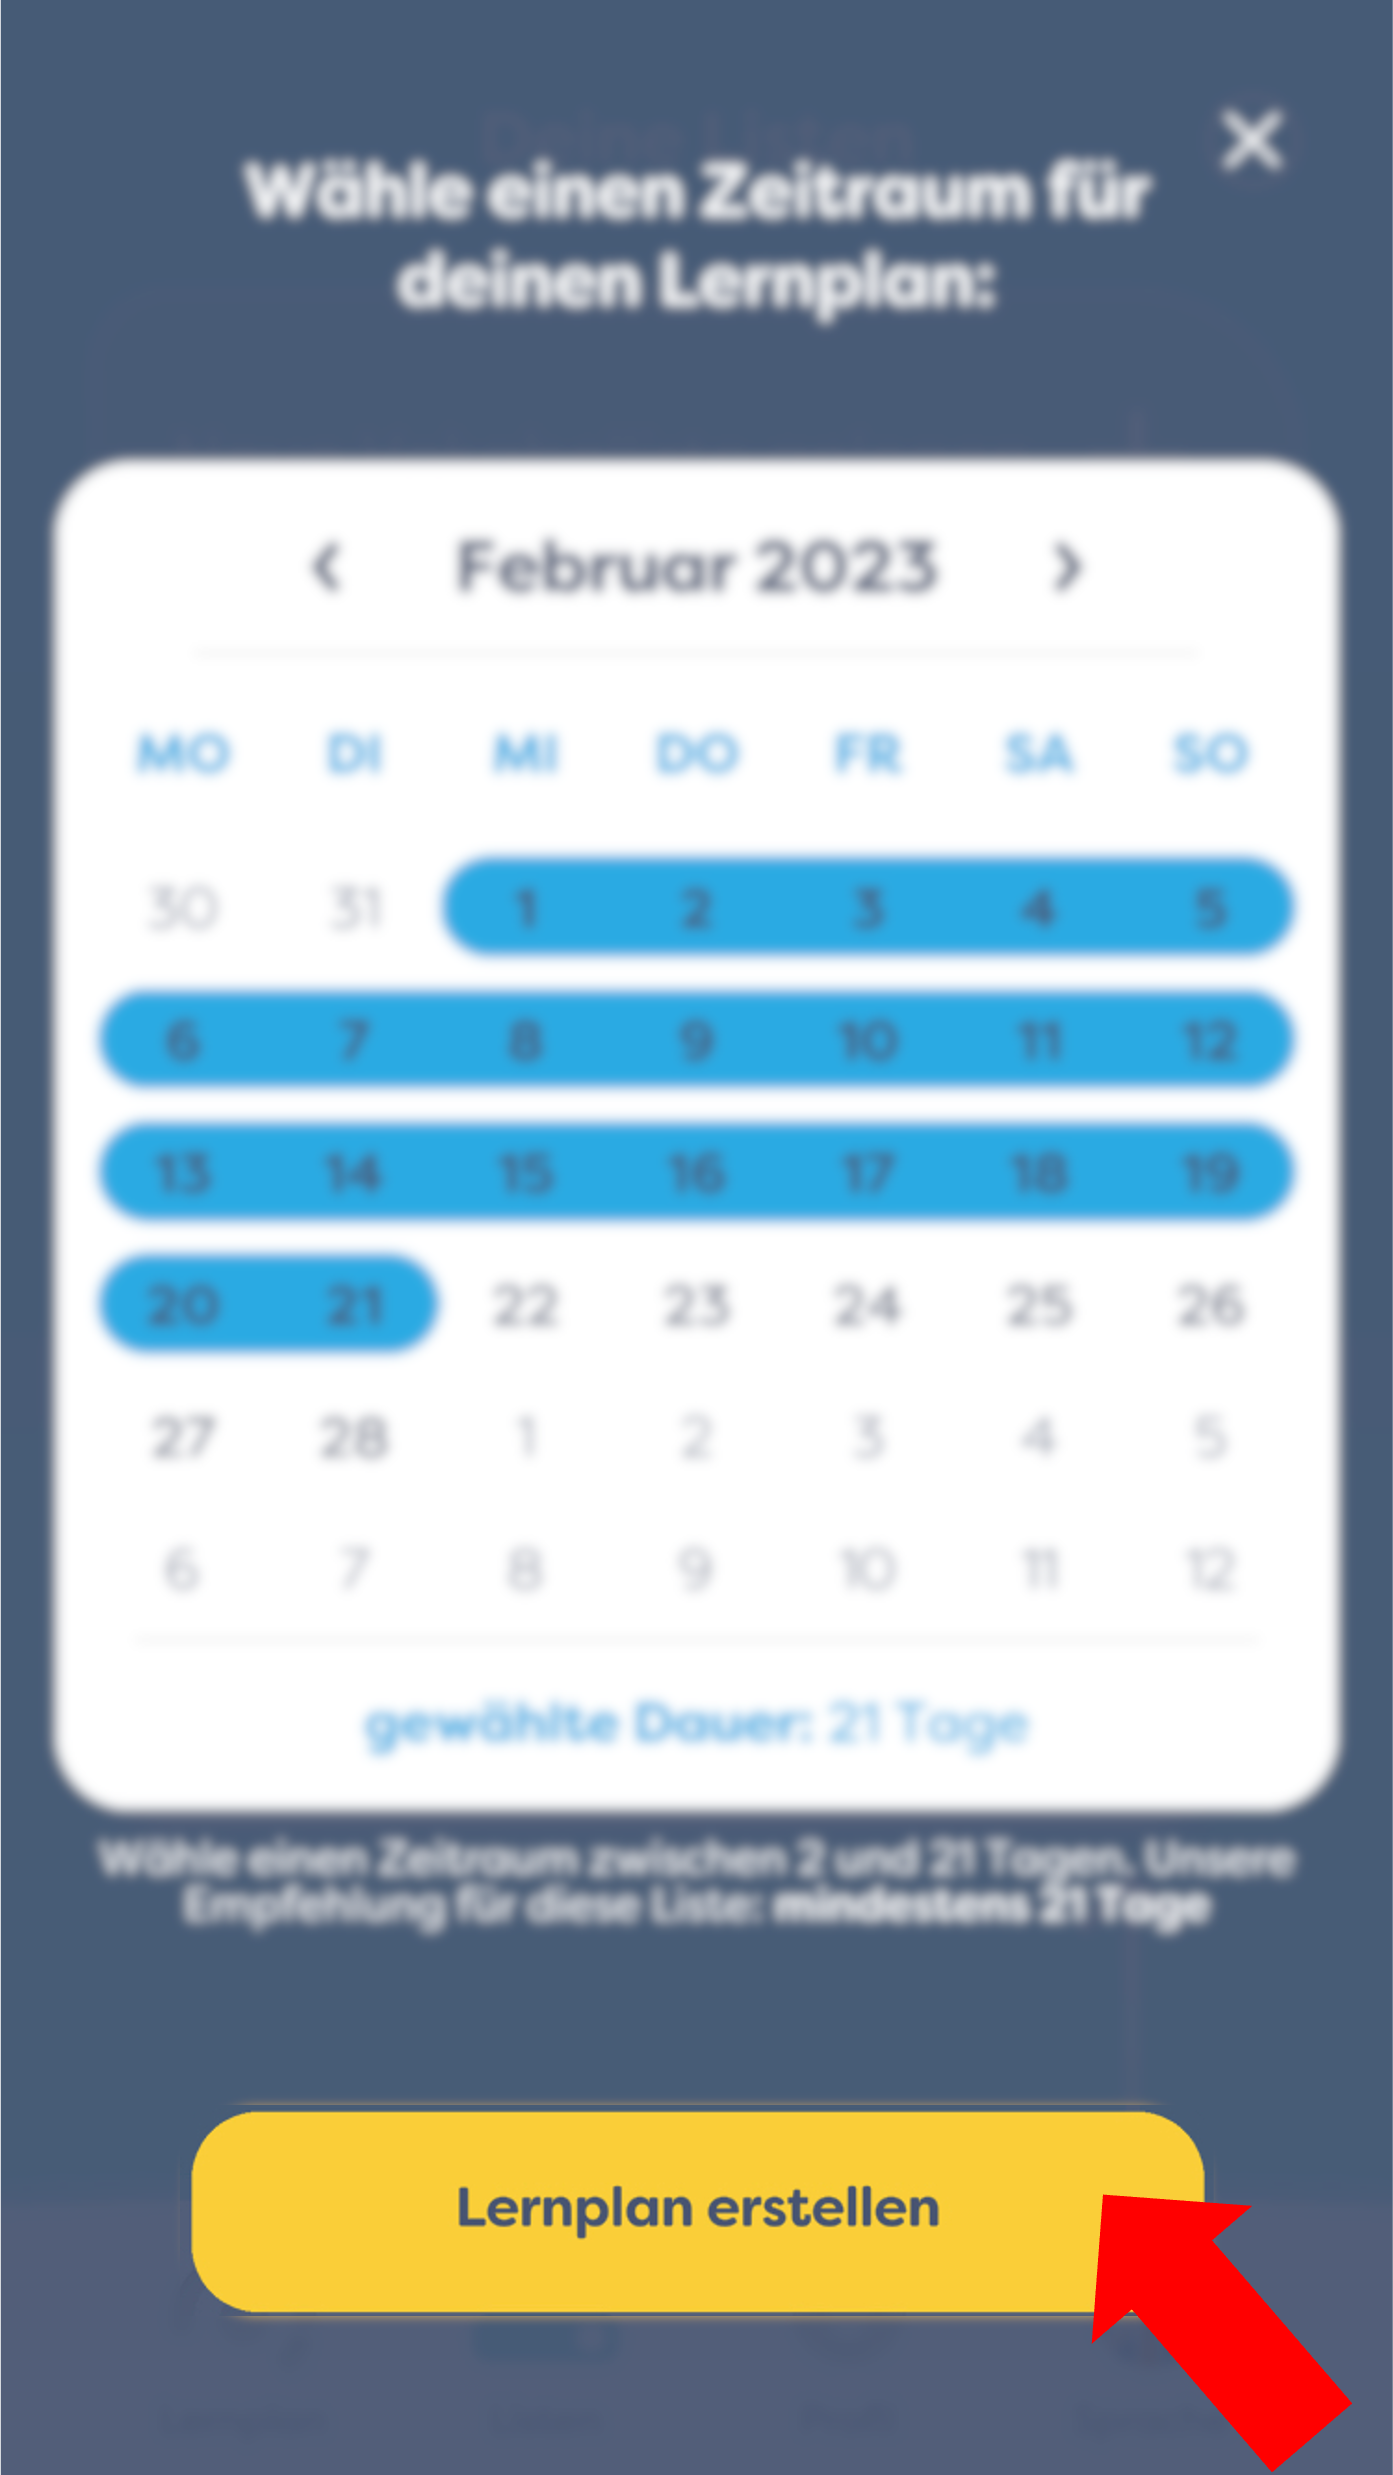 Deine Listen
Wähle einen Zeitraum für
deinen Lernplan:
Februar 2023
MO DI MI DO FR SA SO
30 31 1 2 3 4 5
6 7 8 9 10 11 12
13 14 15 16 17 18 19
20 21 22 23 24 25 26
27 28 1 2 3 4 5
6 7 8 9 10 11 12
gewählte Dauer: 21 Tage
Wähle einen Zeitraum zwischen 2 und 21 Tagen. Unsere
Empfehlung für diese Liste: mindestens 21 Tage
Lernplan erstellen